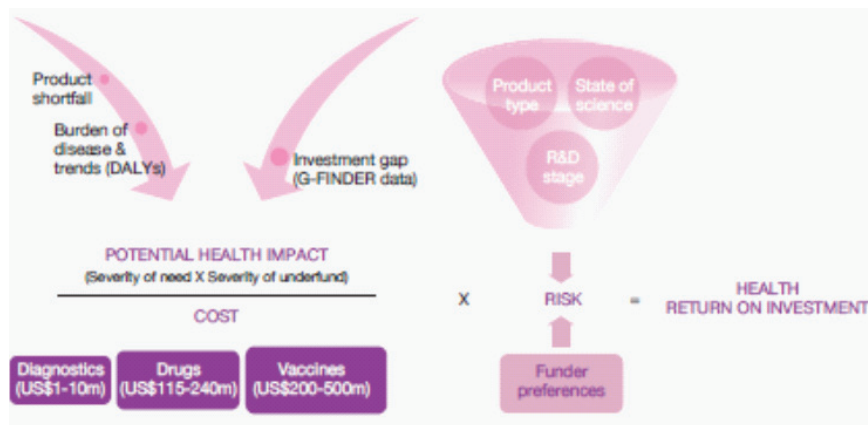 Product
shortfall
Burden of
disease &
trends (DALYs)
Investment gap
(G-FINDER data)
Product
type
State of
science
R&D
stage
POTENTIAL HEALTH IMPACT
(Severity of need X Severity of underfund)
COST
X
RISK
=
HEALTH
RETURN ON INVESTMENT
Diagnostics
(US$1-10m)
Drugs
(US$115-240m)
Vaccines
(US$200-500m)
Funder
preferences